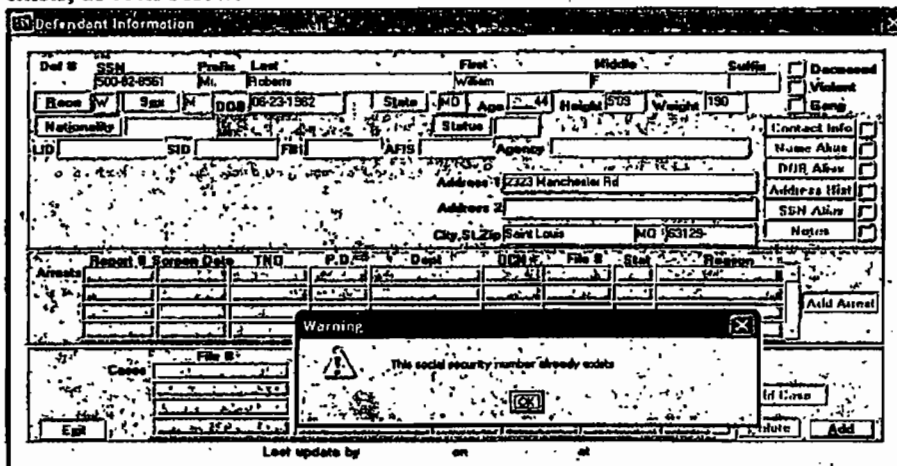 Defendant Information
Def # SSN Prefix Last First Middle Suffix Deceased
500-82-8561 Mr. Roberts William F Violent
Race W Sex M DOB 06-23-1962 State MO Age 44 Height 509 Weight 190 Gang
Nationality Status Contact Info
LID SID FBI AFIS Agency Name Alias
DOB Alias
Address 1 2323 Manchester Rd Address Hist
Address 2 SSN Alias
City,St,Zip Saint Louis MO 63129- Notes
Report # Screen Date TNO P.D. Dept OCN File # Stat Reason
Arrests
Add Arrest
Warning
This social security number already exists
OK
File #
Cases
Exit Add
Last update by on at